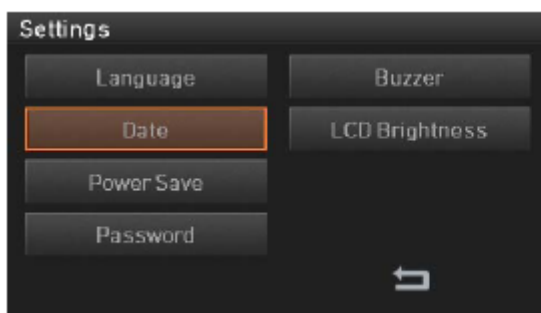 Settings
Language
Buzzer
Date
LCD Brightness
Power Save
Password